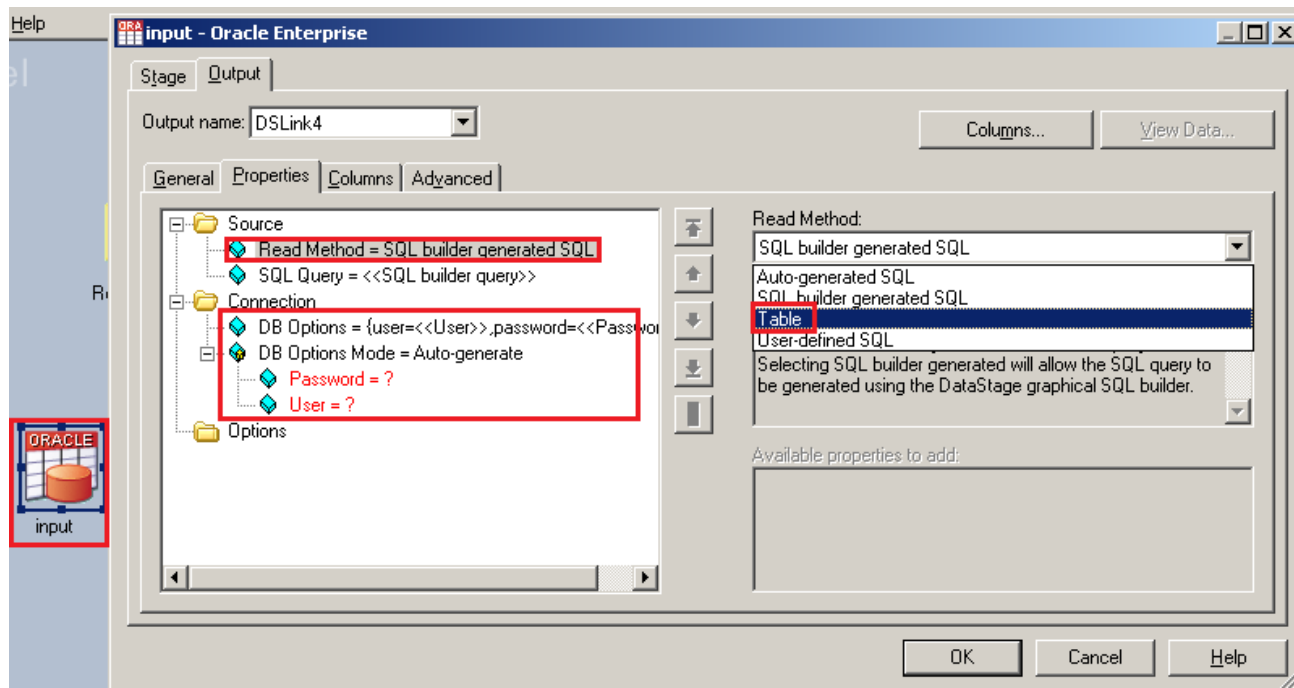 Help
input - Oracle Enterprise
Stage Output
Output name: DSLink4
Columns... View Data...
General Properties Columns Advanced
Source
Read Method = SQL builder generated SQL
SQL Query = <<SQL builder query>>
Connection
DB Options = {user=<<User>>,password=<<Passwor
DB Options Mode = Auto-generate
Password = ?
User = ?
Options
Read Method:
SQL builder generated SQL
Auto-generated SQL
SQL builder generated SQL
Table
User-defined SQL
Selecting SQL builder generated will allow the SQL query to
be generated using the DataStage graphical SQL builder.
Available properties to add:
ORACLE
input
OK Cancel Help